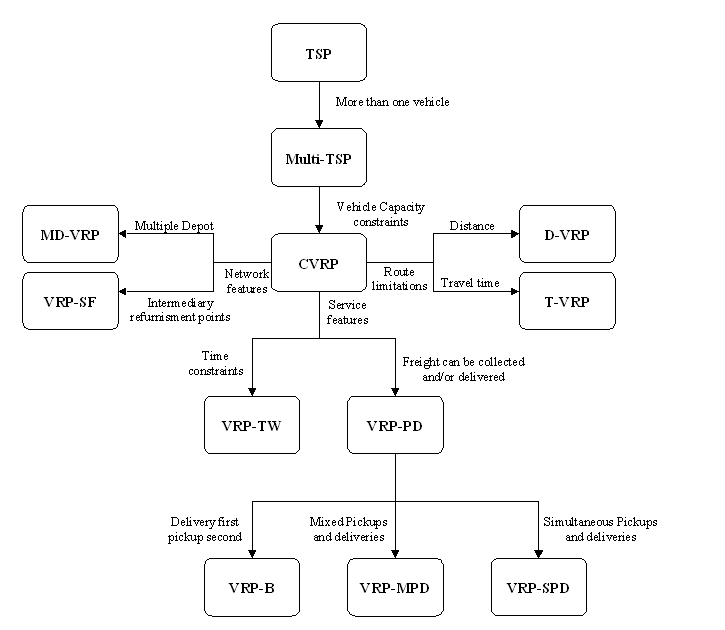 TSP
More than one vehicle
Multi-TSP
Vehicle Capacity
constraints
MD-VRP
Multiple Depot
Distance
D-VRP
CVRP
Network
features
Route
limitations
VRP-SF
Intermediary
refurnisment points
Travel time
T-VRP
Service
features
Time
constraints
Freight can be collected
and/or delivered
VRP-TW
VRP-PD
Delivery first
pickup second
Mixed Pickups
and deliveries
Simultaneous Pickups
and deliveries
VRP-B
VRP-MPD
VRP-SPD